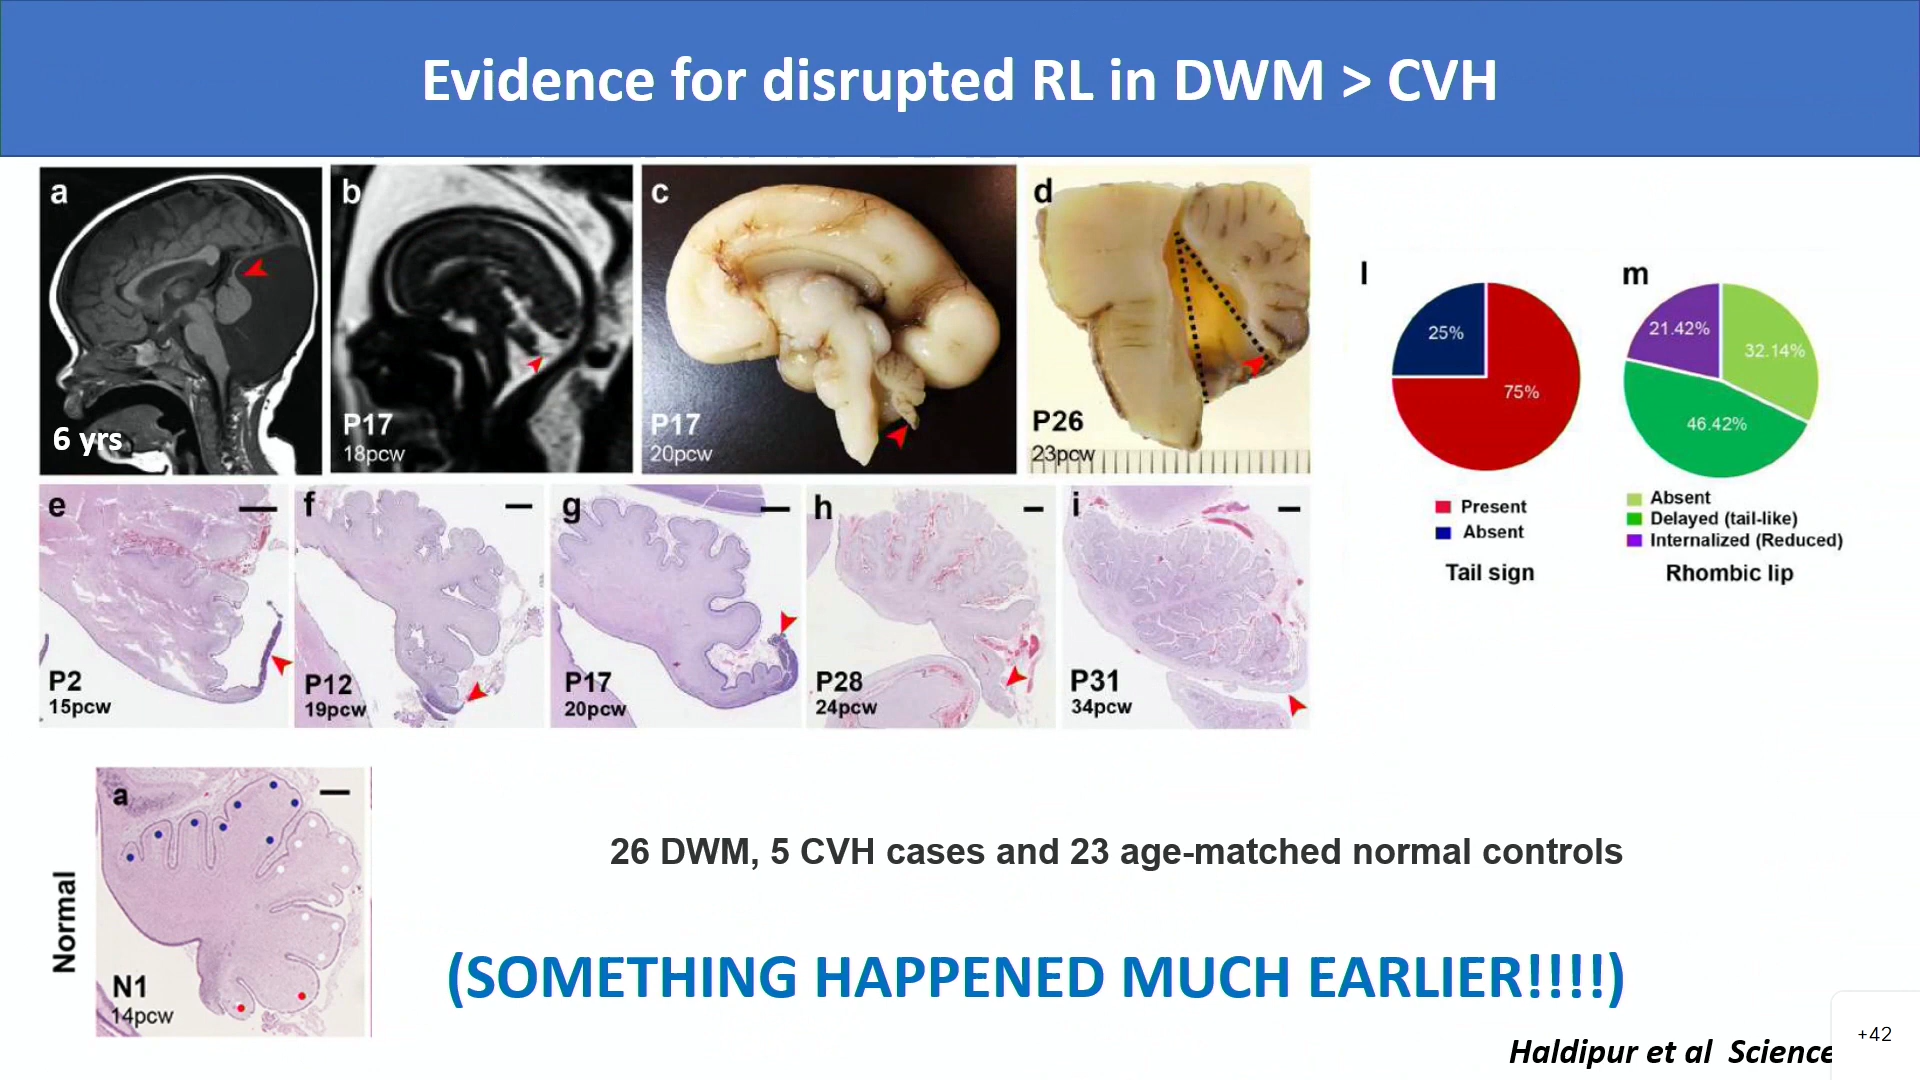 Evidence for disrupted RL in DWM > CVH
a
6 yrs
b
P17
18pcw
c
P17
20pcw
d
P26
23pcw
l
25%
75%
Present
Absent
Tail sign
m
21.42%
32.14%
46.42%
Absent
Delayed (tail-like)
Internalized (Reduced)
Rhombic lip
e
P2
15pcw
f
P12
19pcw
g
P17
20pcw
h
P28
24pcw
i
P31
34pcw
Normal
a
N1
14pcw
26 DWM, 5 CVH cases and 23 age-matched normal controls
(SOMETHING HAPPENED MUCH EARLIER!!!!)
Haldipur et al Science
+42